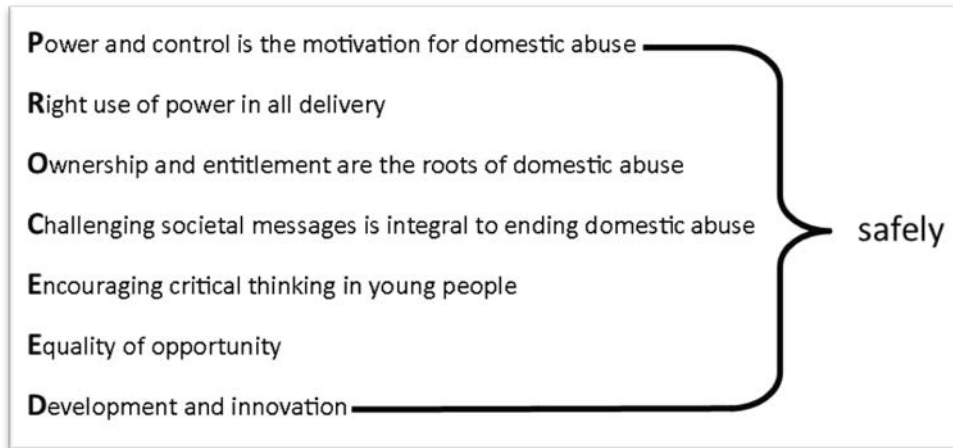 Power and control is the motivation for domestic abuse
Right use of power in all delivery
Ownership and entitlement are the roots of domestic abuse
Challenging societal messages is integral to ending domestic abuse
safely
Encouraging critical thinking in young people
Equality of opportunity
Development and innovation